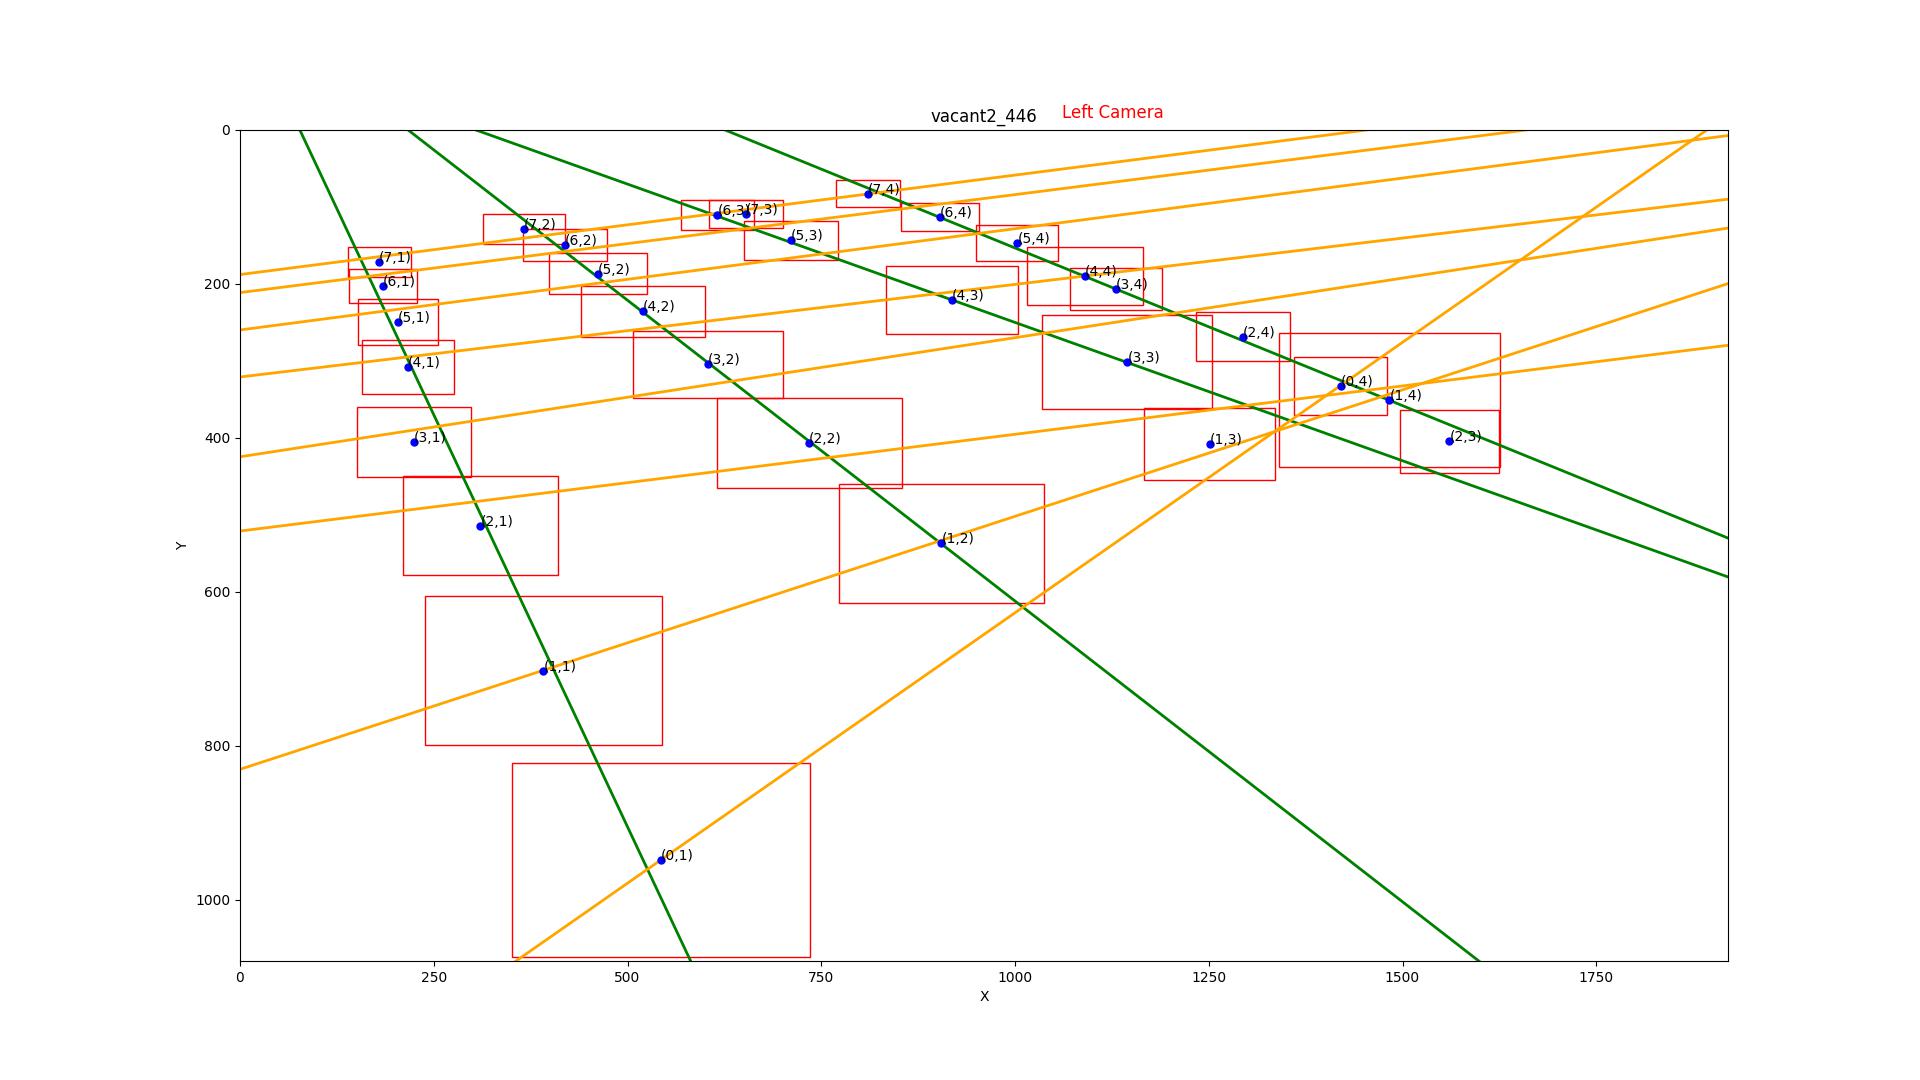 vacant2_446 Left Camera
0
(7,4)
(6,3) (7,3) (6,4)
(7,2) (5,3) (5,4)
(6,2)
(7,1) (5,2) (4,4)
200 (6,1) (4,3) (3,4)
(5,1) (4,2) (2,4)
(4,1) (3,2) (3,3) (0,4)
(1,4)
400 (3,1) (2,2) (1,3) (2,3)
(2,1)
Y
(1,2)
600
(1,1)
800
(0,1)
1000
0 250 500 750 1000 1250 1500 1750
X